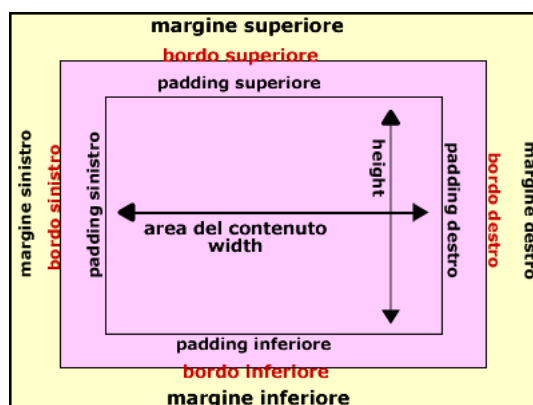 margine superiore
bordo superiore
padding superiore
margine sinistro
bordo sinistro
padding sinistro
height
area del contenuto
width
padding destro
bordo destro
margine destro
padding inferiore
bordo inferiore
margine inferiore